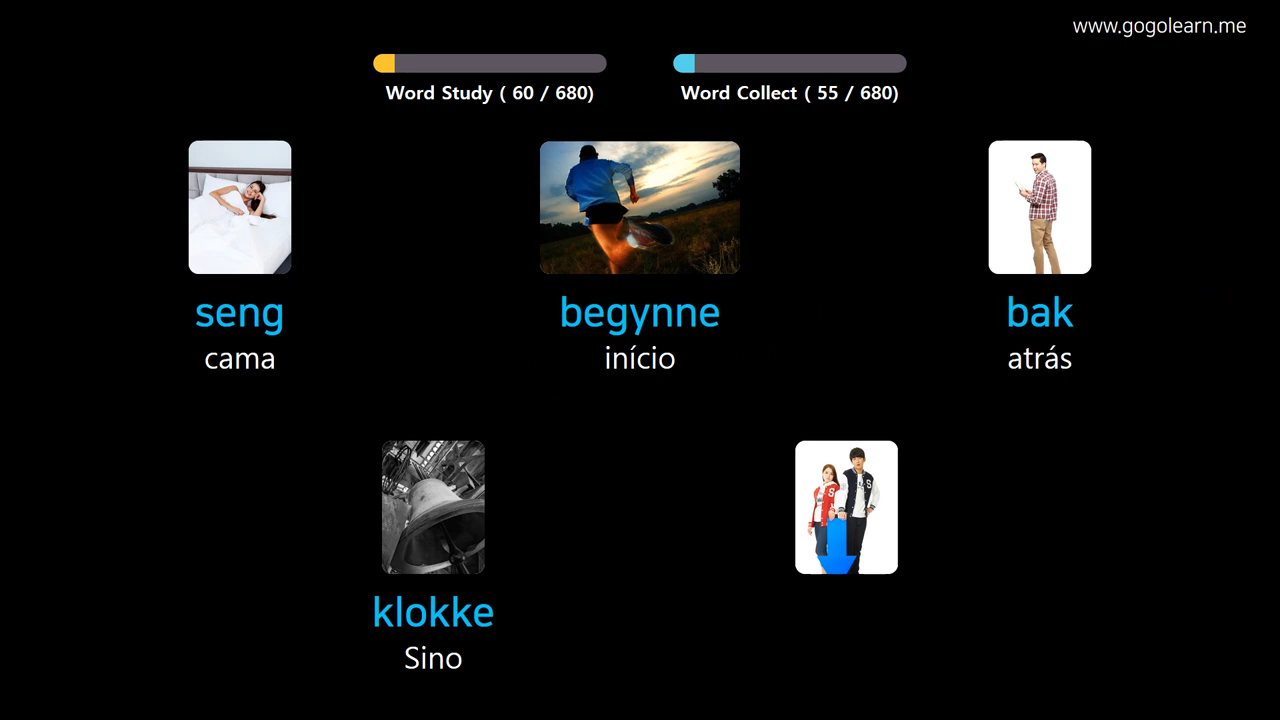 www.gogolearn.me
Word Study ( 60 / 680)
Word Collect ( 55 / 680)
seng
cama
begynne
início
bak
atrás
klokke
Sino